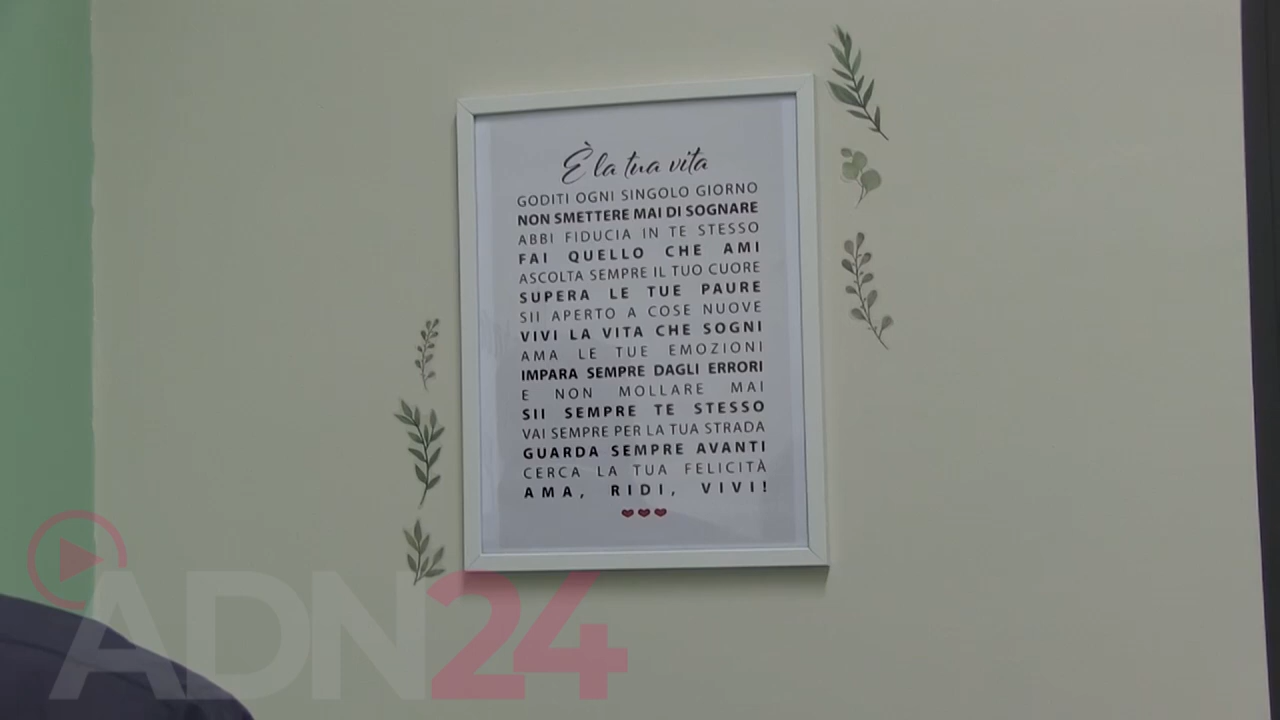 È la tua vita
GODITI OGNI SINGOLO GIORNO
NON SMETTERE MAI DI SOGNARE
ABBI FIDUCIA IN TE STESSO
FAI QUELLO CHE AMI
ASCOLTA SEMPRE IL TUO CUORE
SUPERA LE TUE PAURE
SII APERTO A COSE NUOVE
VIVI LA VITA CHE SOGNI
AMA LE TUE EMOZIONI
IMPARA SEMPRE DAGLI ERRORI
E NON MOLLARE MAI
SII SEMPRE TE STESSO
VAI SEMPRE PER LA TUA STRADA
GUARDA SEMPRE AVANTI
CERCA LA TUA FELICITÀ
AMA, RIDI, VIVI!
ADN24